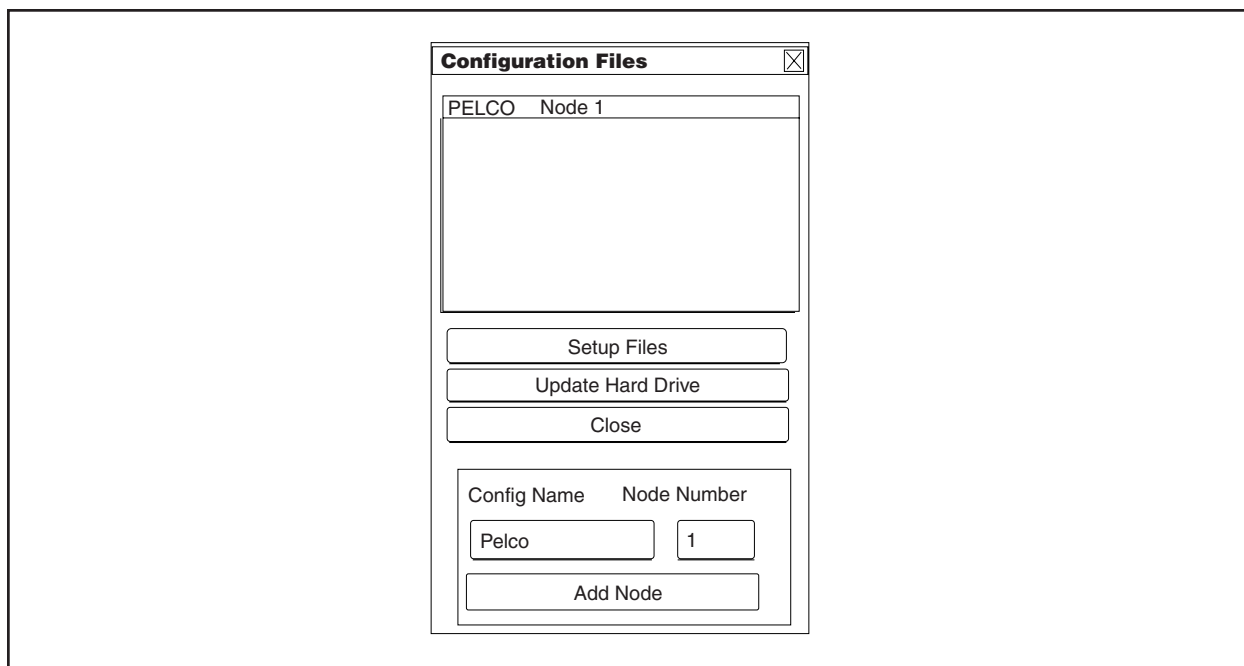 Configuration Files
PELCO Node 1
Setup Files
Update Hard Drive
Close
Config Name Node Number
Pelco 1
Add Node